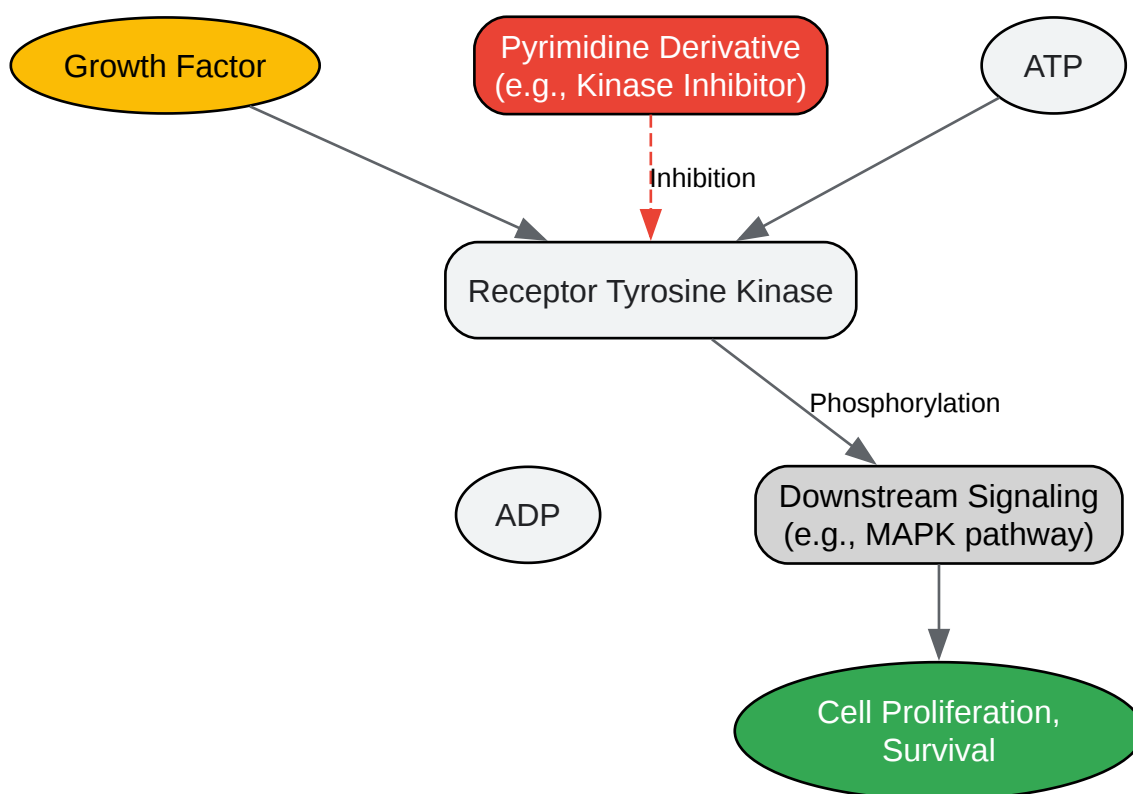 Growth Factor
Pyrimidine Derivative
(e.g., Kinase Inhibitor)
ATP
Inhibition
Receptor Tyrosine Kinase
Phosphorylation
ADP
Downstream Signaling
(e.g., MAPK pathway)
Cell Proliferation,
Survival